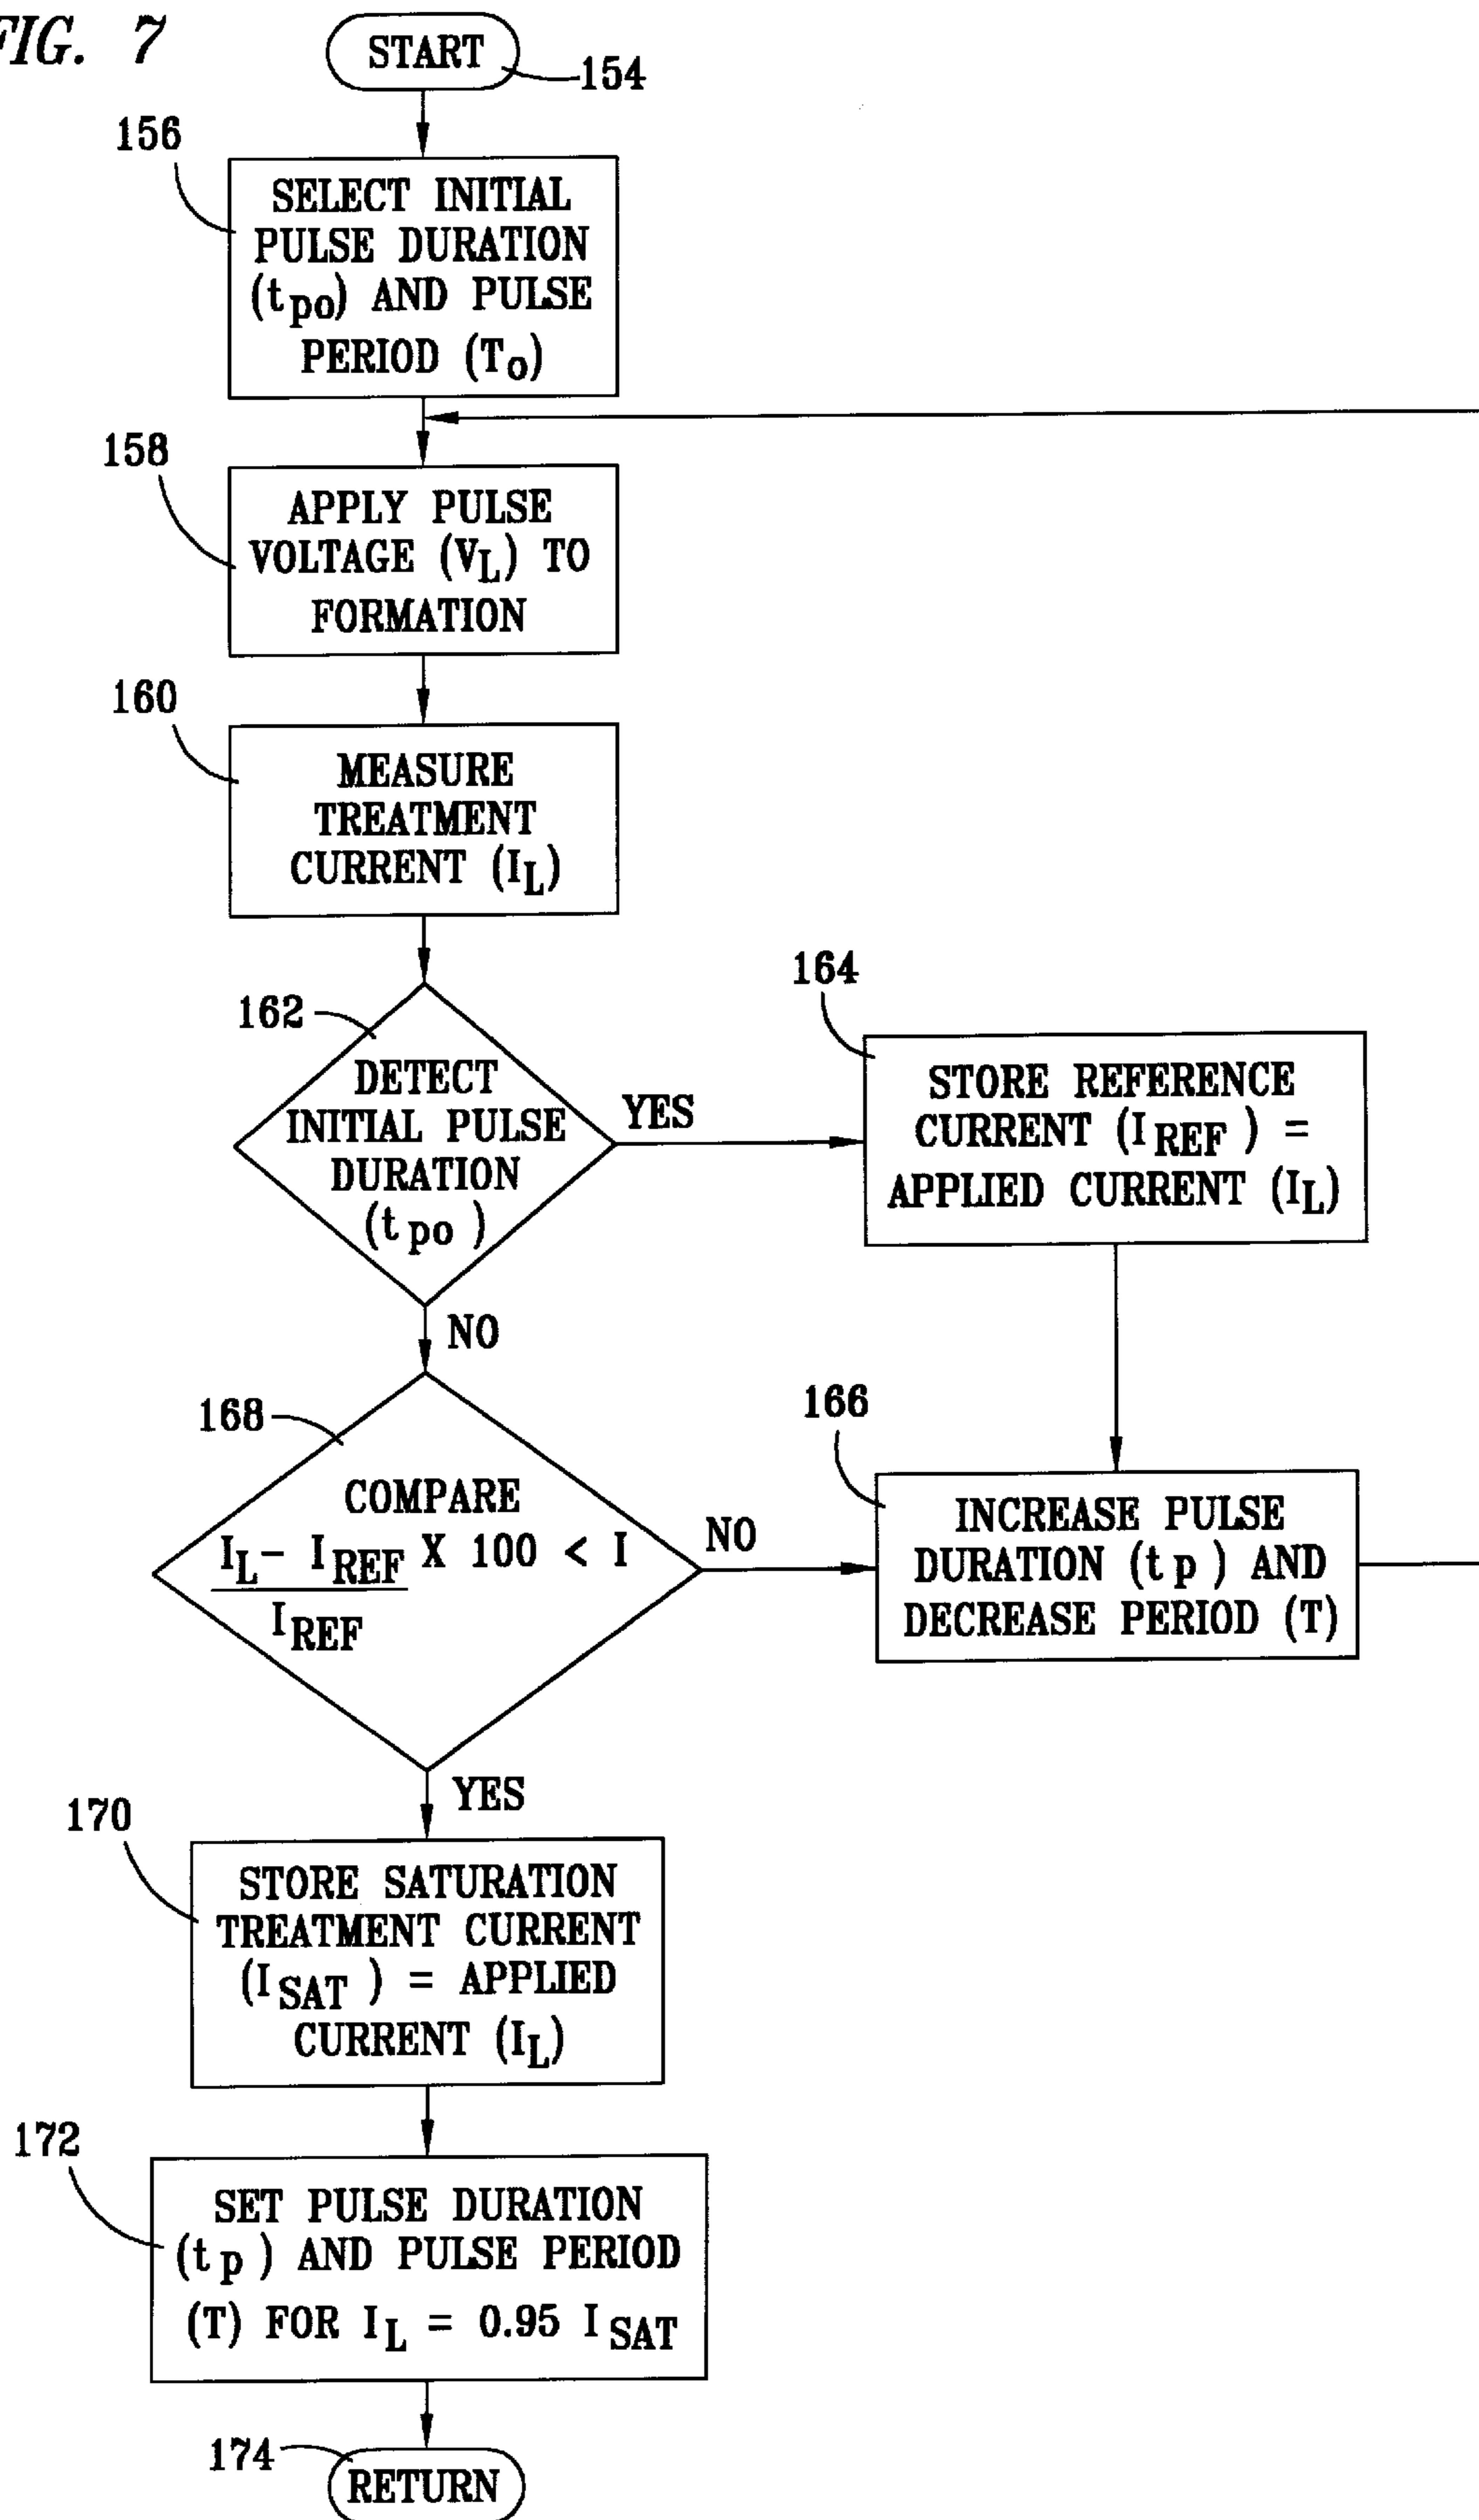 FIG. 7
START
154
156
SELECT INITIAL
PULSE DURATION
(tpo) AND PULSE
PERIOD (To)
158
APPLY PULSE
VOLTAGE (VL) TO
FORMATION
160
MEASURE
TREATMENT
CURRENT (IL)
162
DETECT
INITIAL PULSE
DURATION
(tpo)
YES
164
STORE REFERENCE
CURRENT (IREF) =
APPLIED CURRENT (IL)
NO
168
COMPARE
IL - IREF X 100 < I
IREF
NO
166
INCREASE PULSE
DURATION (tp) AND
DECREASE PERIOD (T)
YES
170
STORE SATURATION
TREATMENT CURRENT
(ISAT) = APPLIED
CURRENT (IL)
172
SET PULSE DURATION
(tp) AND PULSE PERIOD
(T) FOR IL = 0.95 ISAT
174
RETURN